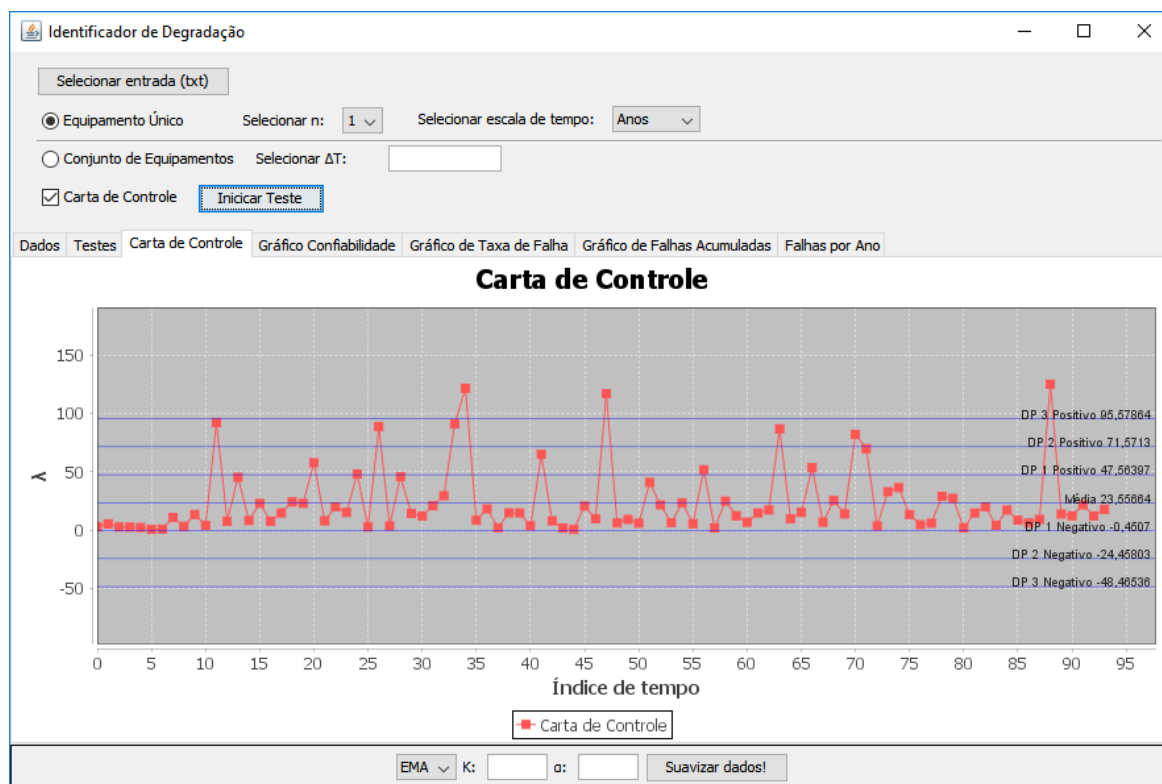 Identificador de Degradação
Selecionar entrada (txt)
Equipamento Único Selecionar n: 1 Selecionar escala de tempo: Anos
Conjunto de Equipamentos Selecionar ΔT:
Carta de Controle Inicicar Teste
Dados Testes Carta de Controle Gráfico Confiabilidade Gráfico de Taxa de Falha Gráfico de Falhas Acumuladas Falhas por Ano
Carta de Controle
150
100
50
0
-50
DP 3 Positivo 95,57864
DP 2 Positivo 71,5713
DP 1 Positivo 47,56397
Média 23,55664
DP 1 Negativo -0,4507
DP 2 Negativo -24,45803
DP 3 Negativo -48,46536
0 5 10 15 20 25 30 35 40 45 50 55 60 65 70 75 80 85 90 95
Índice de tempo
Carta de Controle
EMA K: α: Suavizar dados!